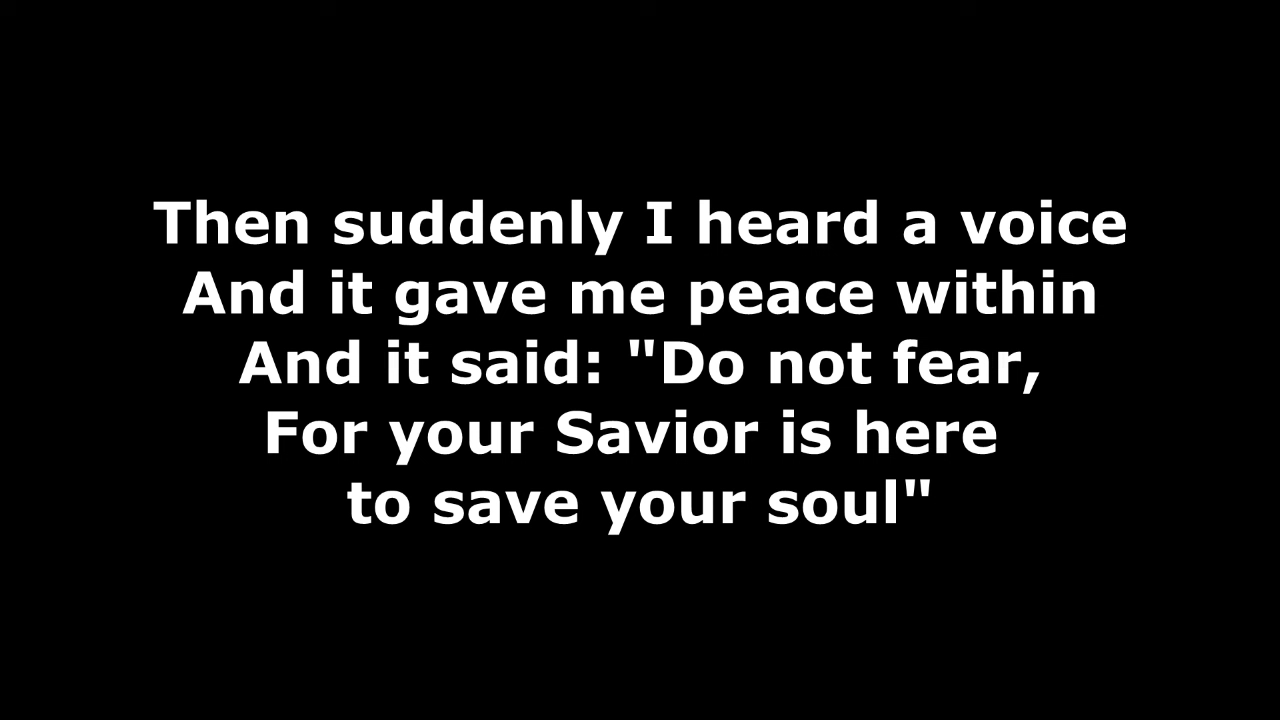 Then suddenly I heard a voice
And it gave me peace within
And it said: "Do not fear,
For your Savior is here
to save your soul"